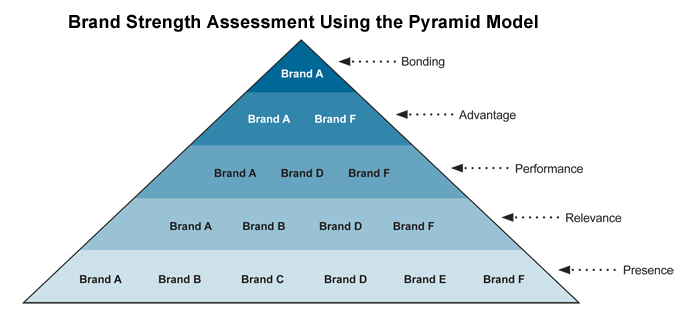 Brand Strength Assessment Using the Pyramid Model
Brand A
Bonding
Brand A Brand F
Advantage
Brand A Brand D Brand F
Performance
Brand A Brand B Brand D Brand F
Relevance
Brand A Brand B Brand C Brand D Brand E Brand F
Presence